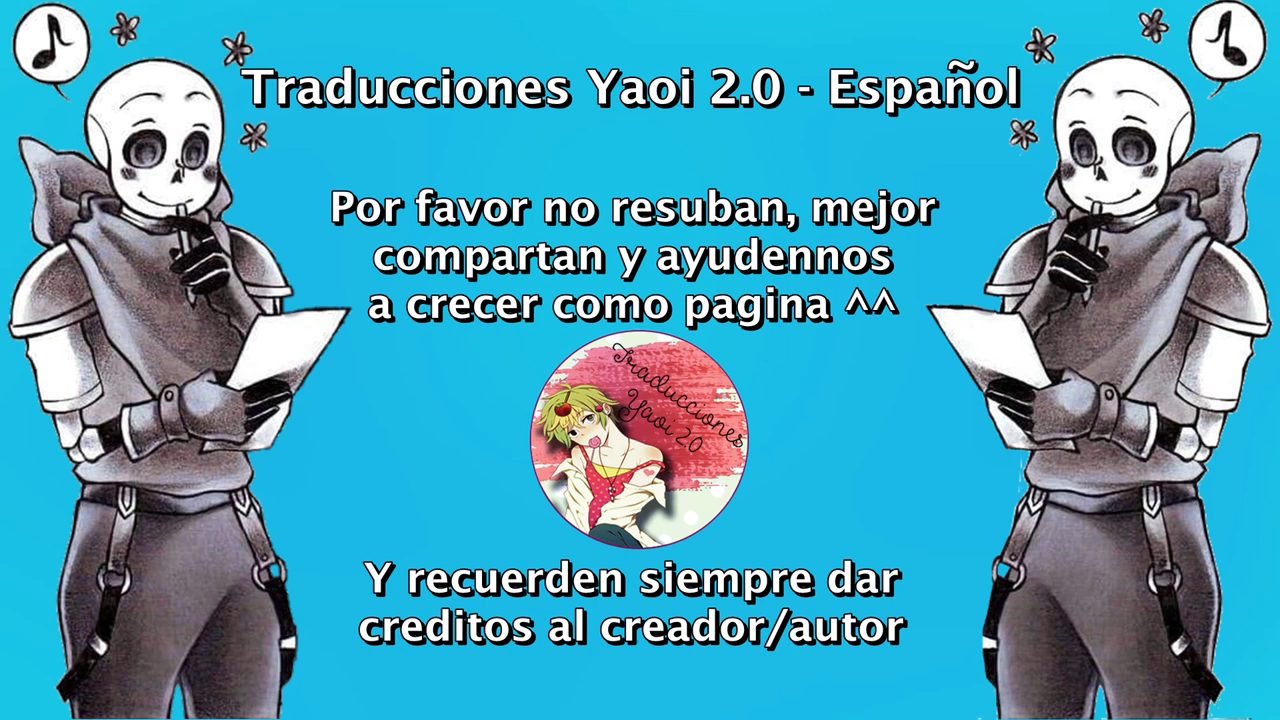 Traducciones Yaoi 2.0 - Español
Por favor no resuban, mejor
compartan y ayudennos
a crecer como pagina ^^
Traducciones
Yaoi 2.0
Y recuerden siempre dar
creditos al creador/autor